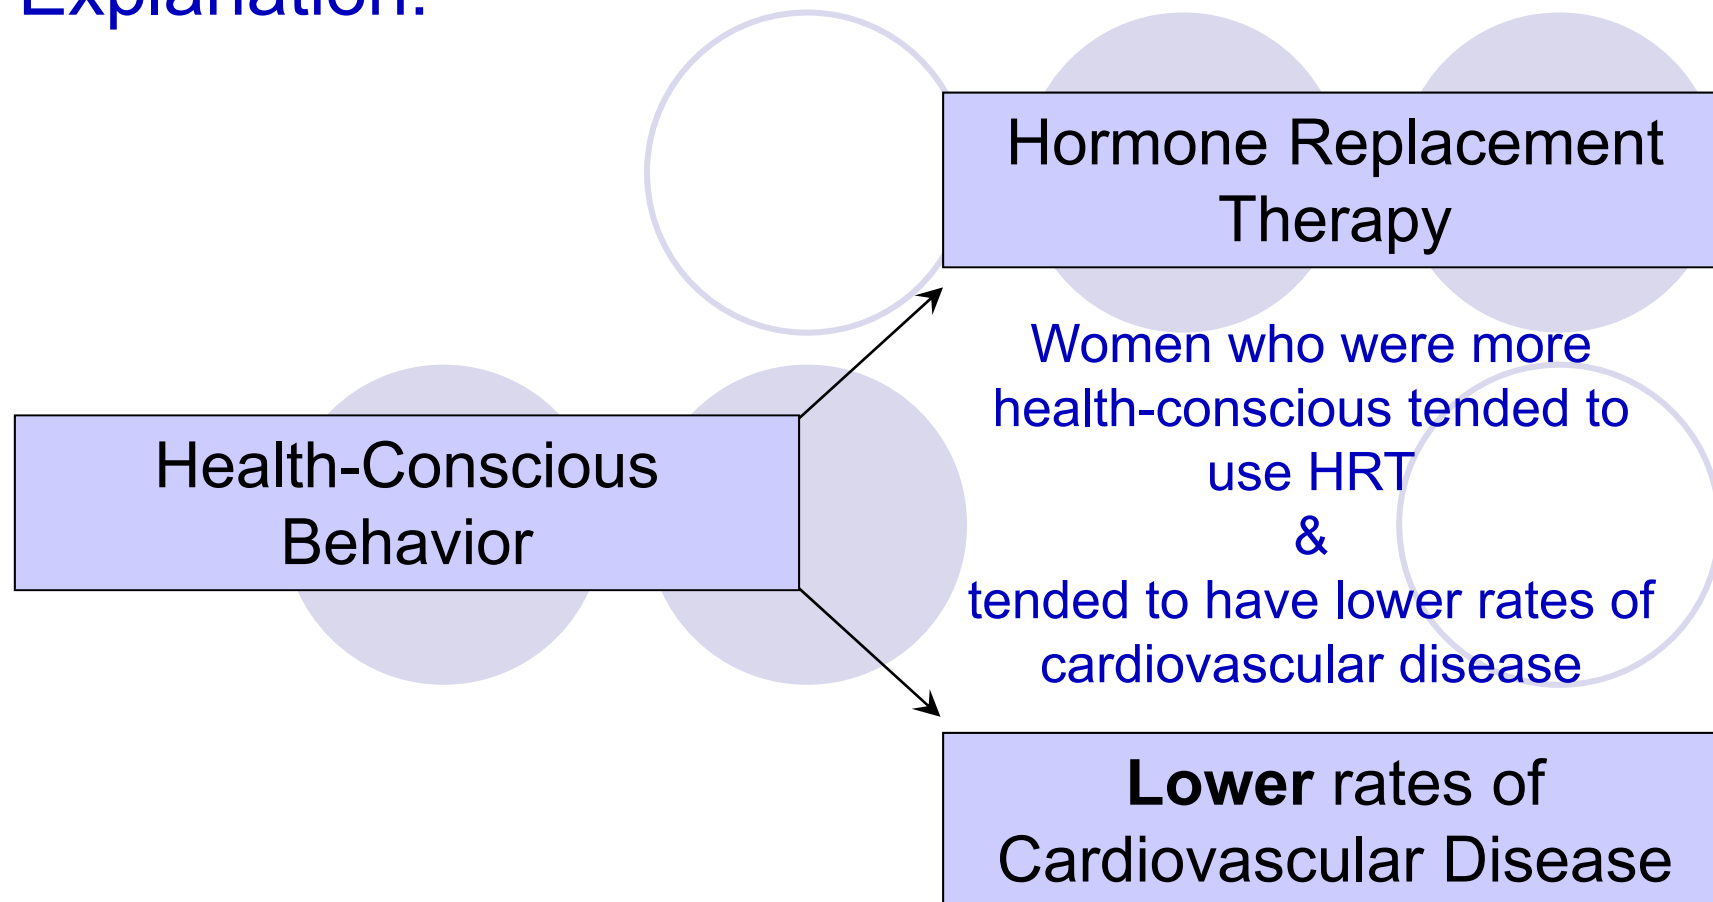 Explanation:
Hormone Replacement
Therapy
Women who were more
health-conscious tended to
use HRT
&
tended to have lower rates of
cardiovascular disease
Health-Conscious
Behavior
Lower rates of
Cardiovascular Disease